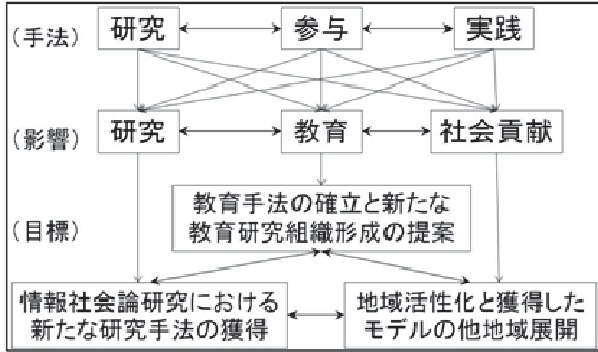 (手法) 研究 参与 実践
(影響) 研究 教育 社会貢献
(目標)
教育手法の確立と新たな
教育研究組織形成の提案
情報社会論研究における
新たな研究手法の獲得
地域活性化と獲得した
モデルの他地域展開